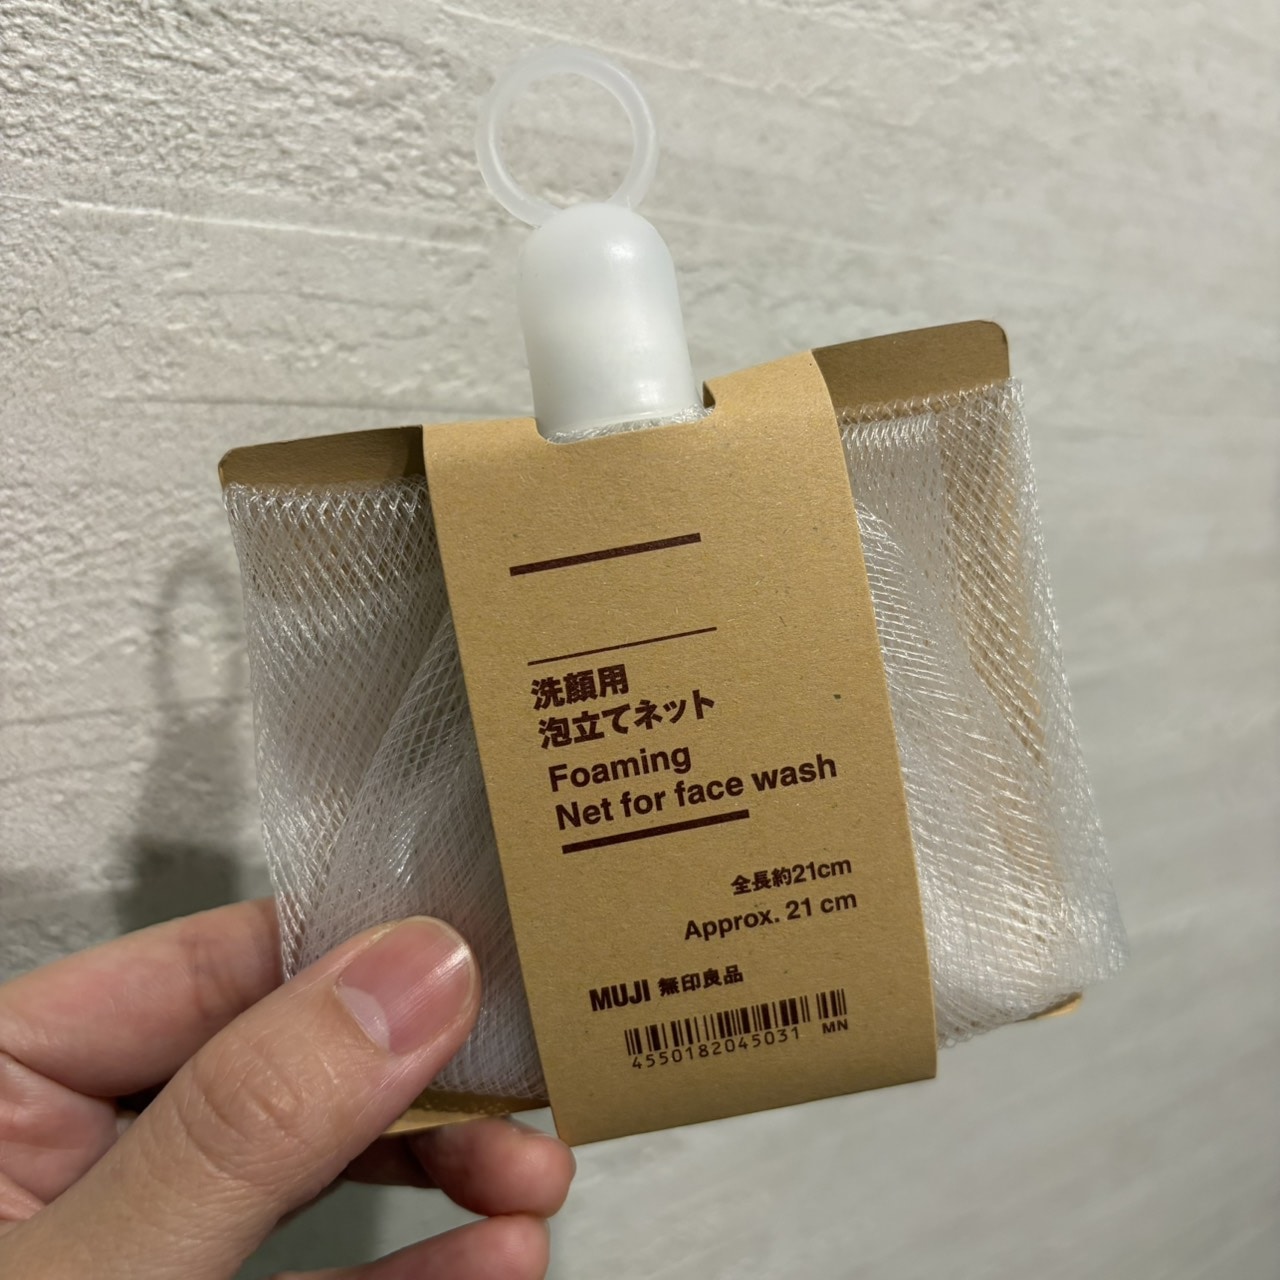 洗顔用
泡立てネット
Foaming
Net for face wash
全長約21cm
Approx. 21 cm
MUJI 無印良品
4550182045031 MN